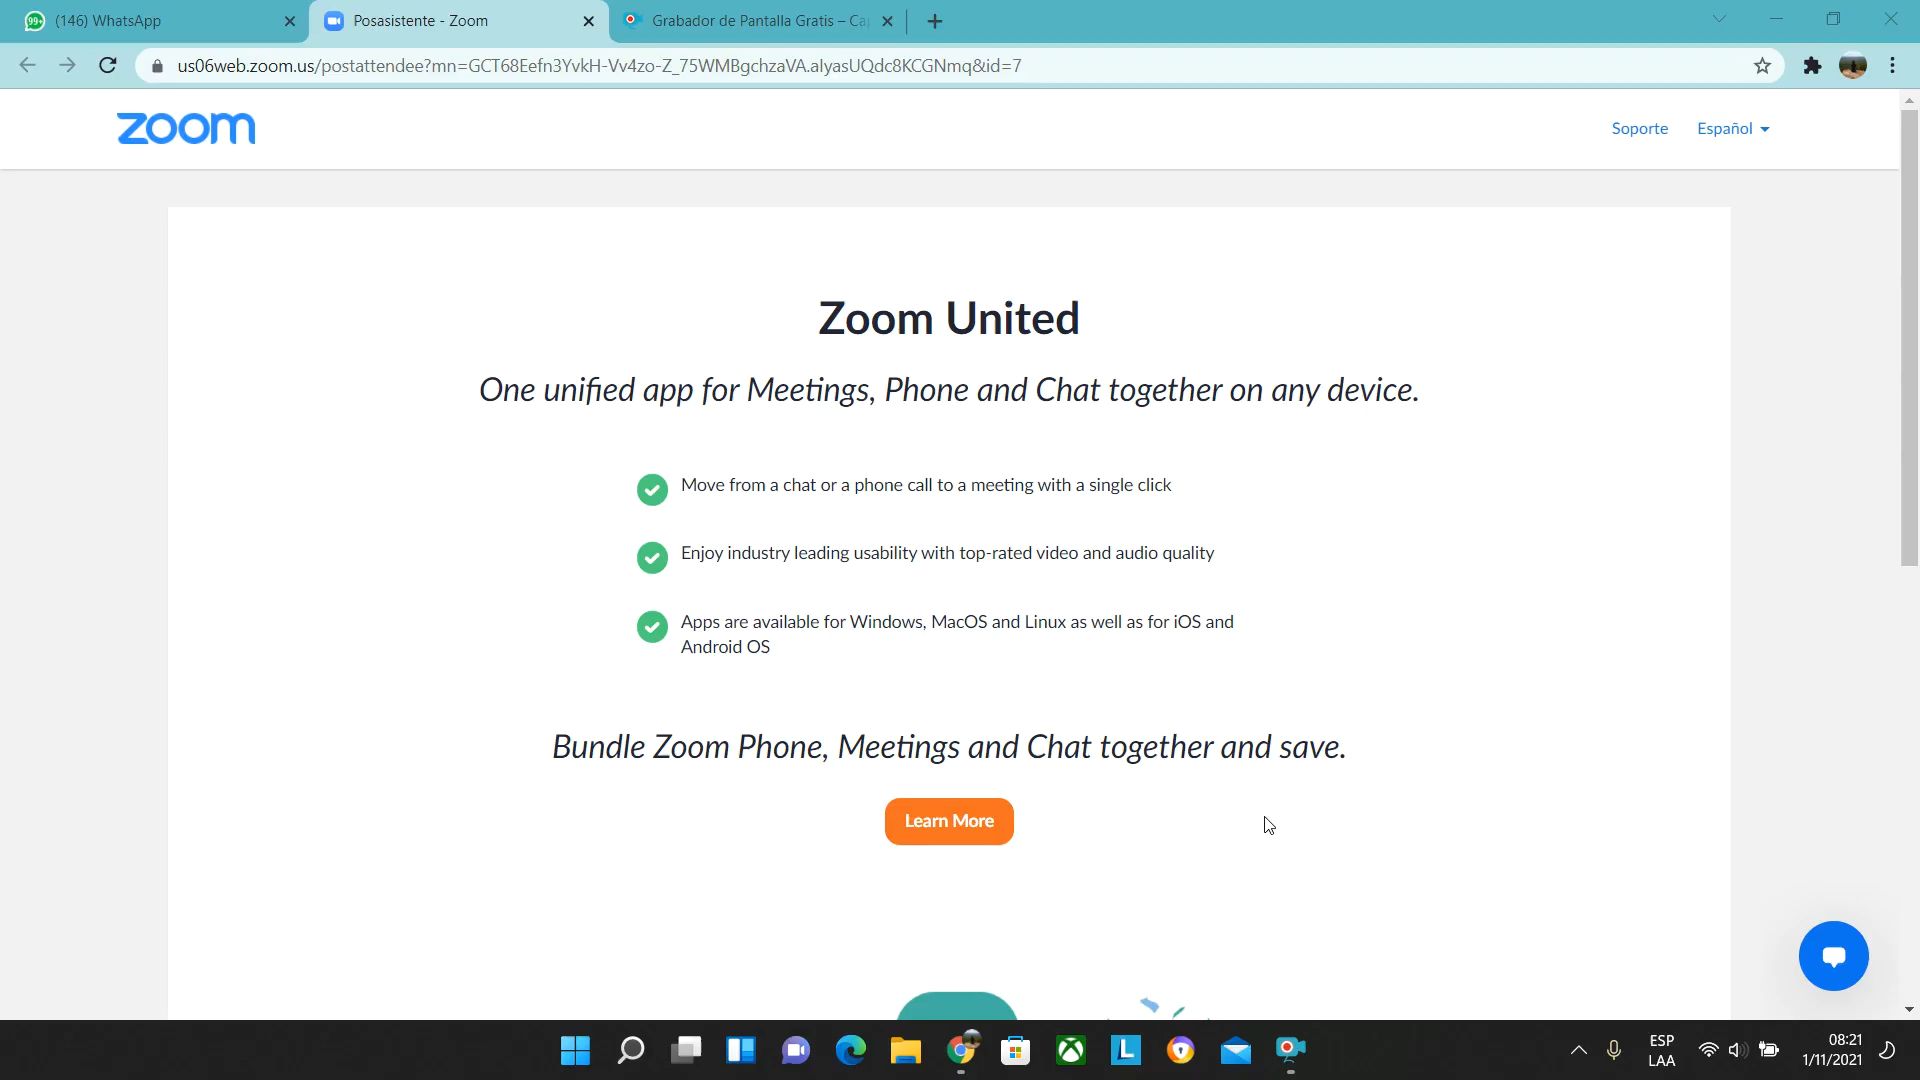 (146) WhatsApp
Posasistente - Zoom
Grabador de Pantalla Gratis – Ca
us06web.zoom.us/postattendee?mn=GCT68Eefn3YvkH-Vv4zo-Z_75WMBgchzaVA.alyasUQdc8KCGNmq&id=7
zoom
Soporte
Español
Zoom United
One unified app for Meetings, Phone and Chat together on any device.
Move from a chat or a phone call to a meeting with a single click
Enjoy industry leading usability with top-rated video and audio quality
Apps are available for Windows, MacOS and Linux as well as for iOS and
Android OS
Bundle Zoom Phone, Meetings and Chat together and save.
Learn More
ESP
LAA
08:21
1/11/2021